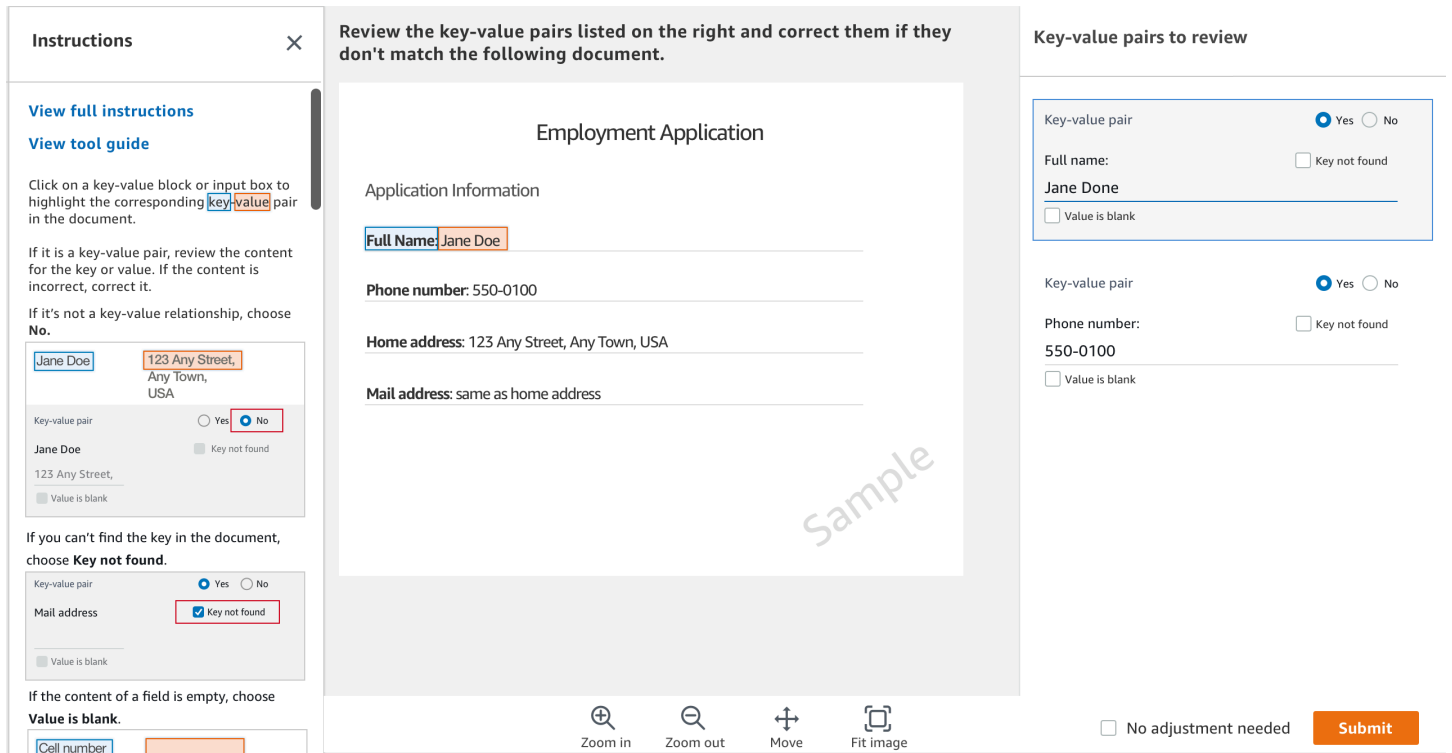 Instructions
View full instructions
View tool guide
Click on a key-value block or input box to
highlight the corresponding key-value pair
in the document.
If it is a key-value pair, review the content
for the key or value. If the content is
incorrect, correct it.
If it's not a key-value relationship, choose
No.
Jane Doe 123 Any Street,
Any Town,
USA
Key-value pair Yes No
Jane Doe Key not found
123 Any Street,
Value is blank
If you can't find the key in the document,
choose Key not found.
Key-value pair Yes No
Mail address Key not found
Value is blank
If the content of a field is empty, choose
Value is blank.
Cell number
Review the key-value pairs listed on the right and correct them if they
don't match the following document.
Employment Application
Application Information
Full Name: Jane Doe
Phone number: 550-0100
Home address: 123 Any Street, Any Town, USA
Mail address: same as home address
Sample
Zoom in Zoom out Move Fit image
Key-value pairs to review
Key-value pair Yes No
Full name: Key not found
Jane Done
Value is blank
Key-value pair Yes No
Phone number: Key not found
550-0100
Value is blank
No adjustment needed Submit